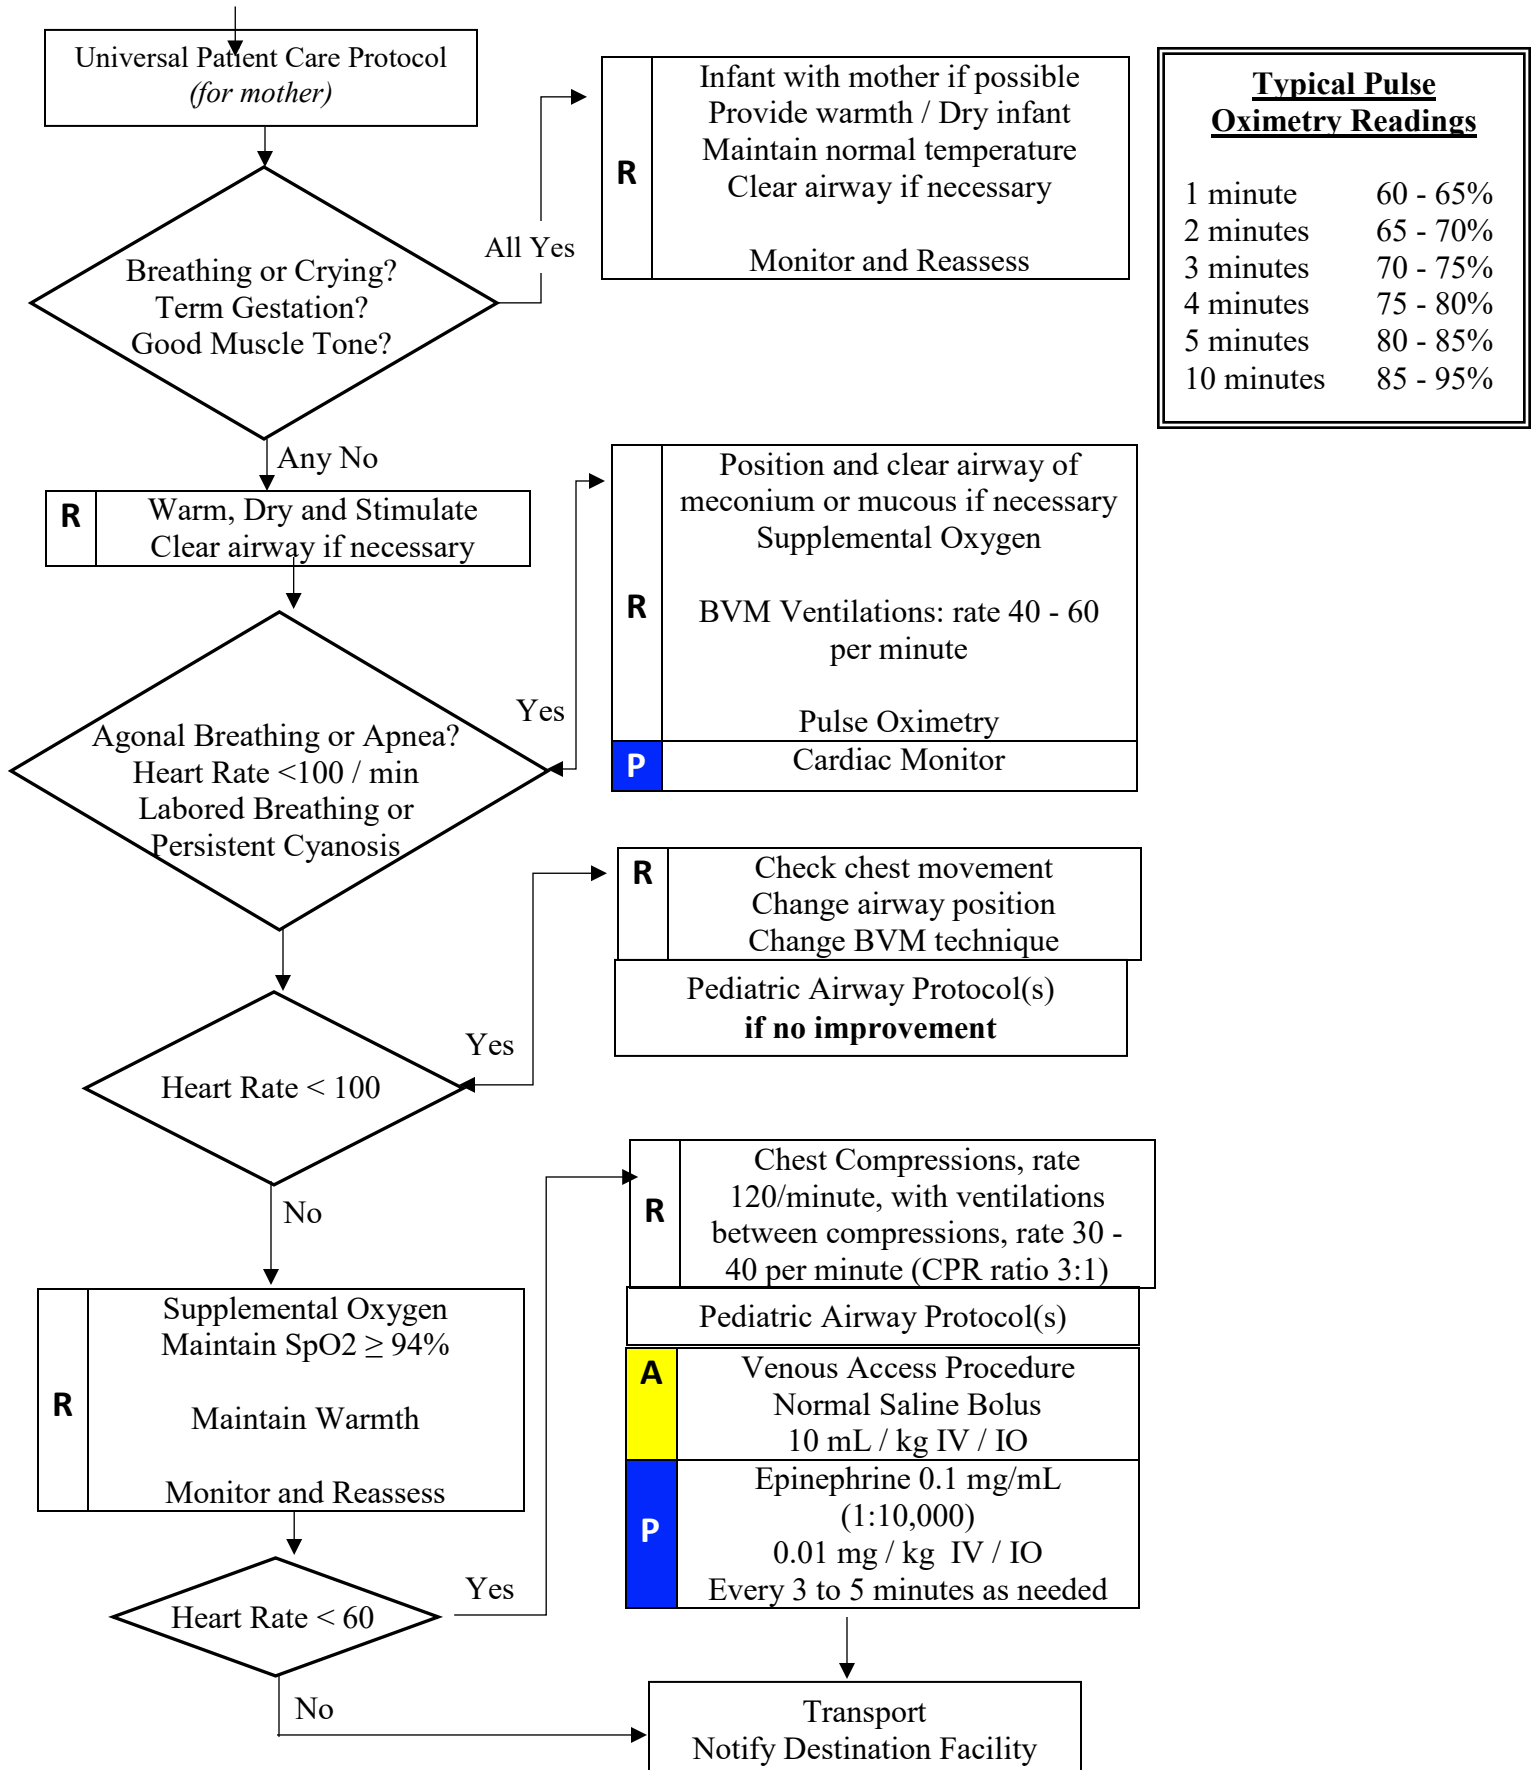 Universal Patient Care Protocol
(for mother)
R
Infant with mother if possible
Provide warmth / Dry infant
Maintain normal temperature
Clear airway if necessary
Monitor and Reassess
Typical Pulse
Oximetry Readings
1 minute 60 - 65%
2 minutes 65 - 70%
3 minutes 70 - 75%
4 minutes 75 - 80%
5 minutes 80 - 85%
10 minutes 85 - 95%
All Yes
Breathing or Crying?
Term Gestation?
Good Muscle Tone?
Any No
R
Warm, Dry and Stimulate
Clear airway if necessary
R
Position and clear airway of
meconium or mucous if necessary
Supplemental Oxygen
BVM Ventilations: rate 40 - 60
per minute
Pulse Oximetry
P
Cardiac Monitor
Yes
Agonal Breathing or Apnea?
Heart Rate <100 / min
Labored Breathing or
Persistent Cyanosis
R
Check chest movement
Change airway position
Change BVM technique
Pediatric Airway Protocol(s)
if no improvement
Yes
Heart Rate < 100
No
R
Chest Compressions, rate
120/minute, with ventilations
between compressions, rate 30 -
40 per minute (CPR ratio 3:1)
Pediatric Airway Protocol(s)
A
Venous Access Procedure
Normal Saline Bolus
10 mL / kg IV / IO
P
Epinephrine 0.1 mg/mL
(1:10,000)
0.01 mg / kg IV / IO
Every 3 to 5 minutes as needed
R
Supplemental Oxygen
Maintain SpO2 ≥ 94%
Maintain Warmth
Monitor and Reassess
Yes
Heart Rate < 60
No
Transport
Notify Destination Facility